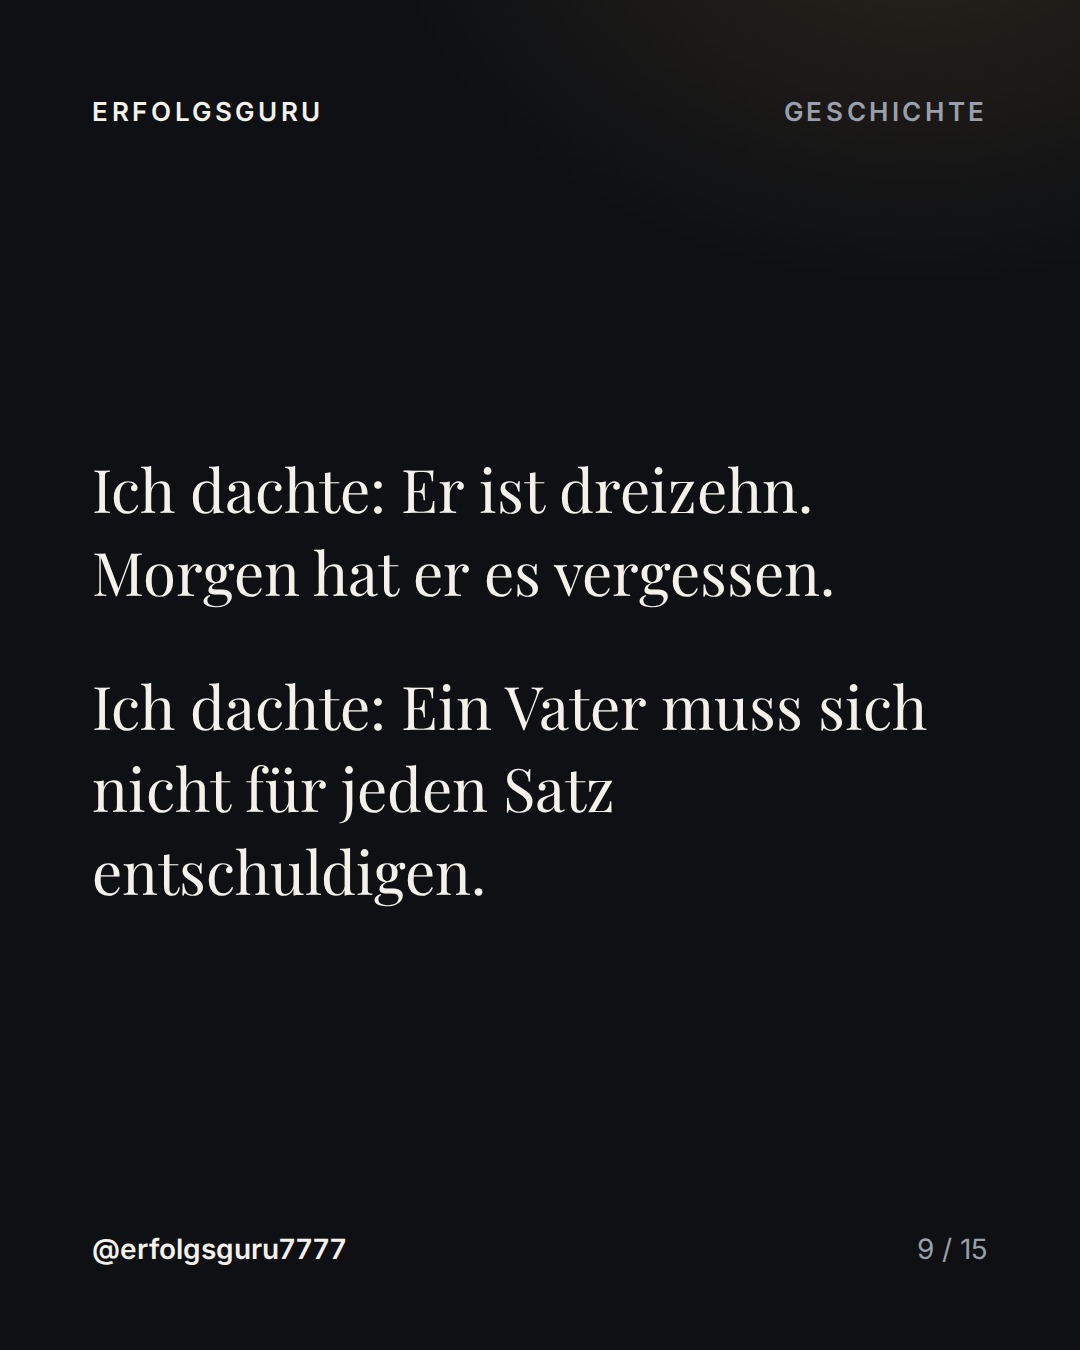 ERFOLGSGURU
GESCHICHTE
Ich dachte: Er ist dreizehn.
Morgen hat er es vergessen.
Ich dachte: Ein Vater muss sich
nicht für jeden Satz
entschuldigen.
@erfolgsguru7777
9 / 15